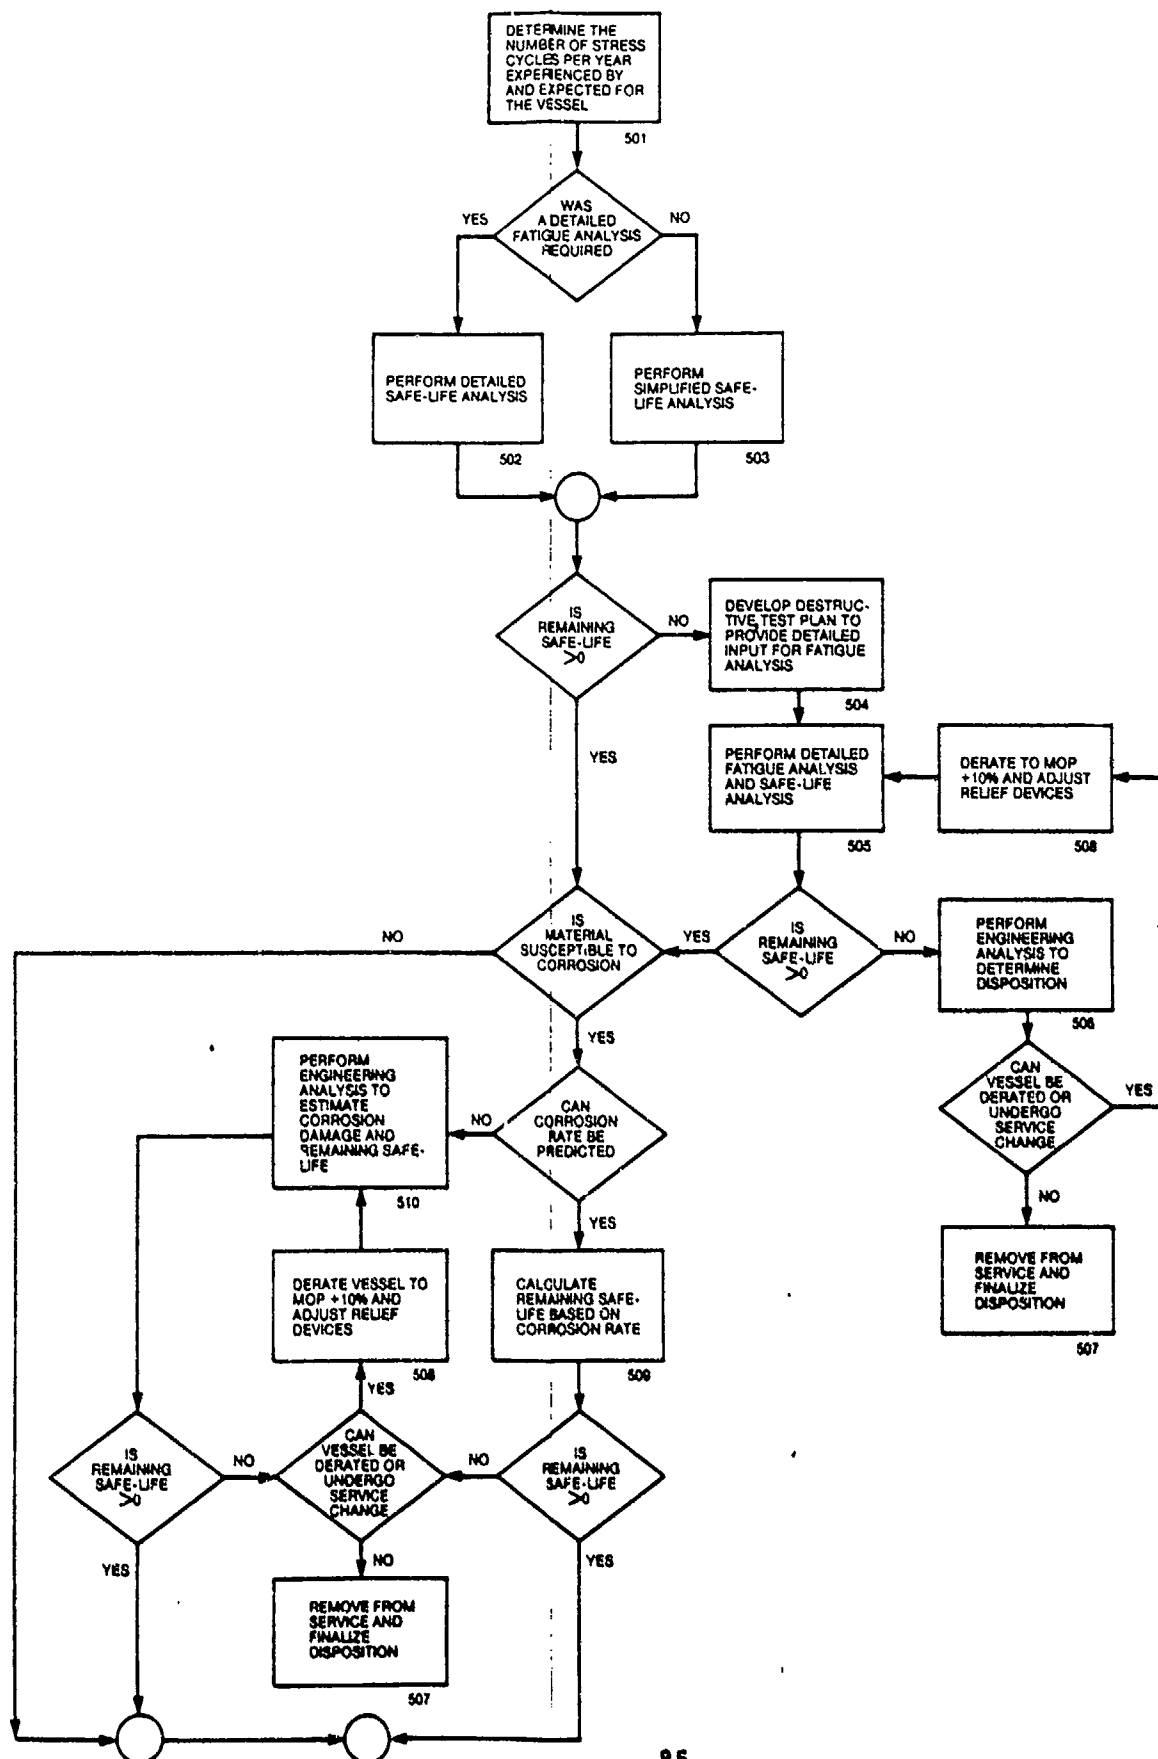 DETERMINE THE
NUMBER OF STRESS
CYCLES PER YEAR
EXPERIENCED BY
AND EXPECTED FOR
THE VESSEL
501
WAS
A DETAILED
FATIGUE ANALYSIS
REQUIRED
YES
NO
PERFORM DETAILED
SAFE-LIFE ANALYSIS
502
PERFORM
SIMPLIFIED SAFE-
LIFE ANALYSIS
503
IS
REMAINING
SAFE-LIFE
>0
NO
YES
DEVELOP DESTRUC-
TIVE TEST PLAN TO
PROVIDE DETAILED
INPUT FOR FATIGUE
ANALYSIS
504
PERFORM DETAILED
FATIGUE ANALYSIS
AND SAFE-LIFE
ANALYSIS
505
DERATE TO MOP
+10% AND ADJUST
RELIEF DEVICES
508
IS
MATERIAL
SUSCEPTIBLE TO
CORROSION
NO
YES
IS
REMAINING
SAFE-LIFE
>0
YES
NO
PERFORM
ENGINEERING
ANALYSIS TO
DETERMINE
DISPOSITION
506
CAN
VESSEL BE
DERATED OR
UNDERGO
SERVICE
CHANGE
YES
NO
REMOVE FROM
SERVICE AND
FINALIZE
DISPOSITION
507
PERFORM
ENGINEERING
ANALYSIS TO
ESTIMATE
CORROSION
DAMAGE AND
REMAINING SAFE-
LIFE
510
CAN
CORROSION
RATE BE
PREDICTED
NO
YES
DERATE VESSEL TO
MOP +10% AND
ADJUST RELIEF
DEVICES
508
CALCULATE
REMAINING SAFE-
LIFE BASED ON
CORROSION RATE
509
IS
REMAINING
SAFE-LIFE
>0
NO
YES
CAN
VESSEL BE
DERATED OR
UNDERGO
SERVICE
CHANGE
YES
NO
IS
REMAINING
SAFE-LIFE
>0
NO
YES
REMOVE FROM
SERVICE AND
FINALIZE
DISPOSITION
507